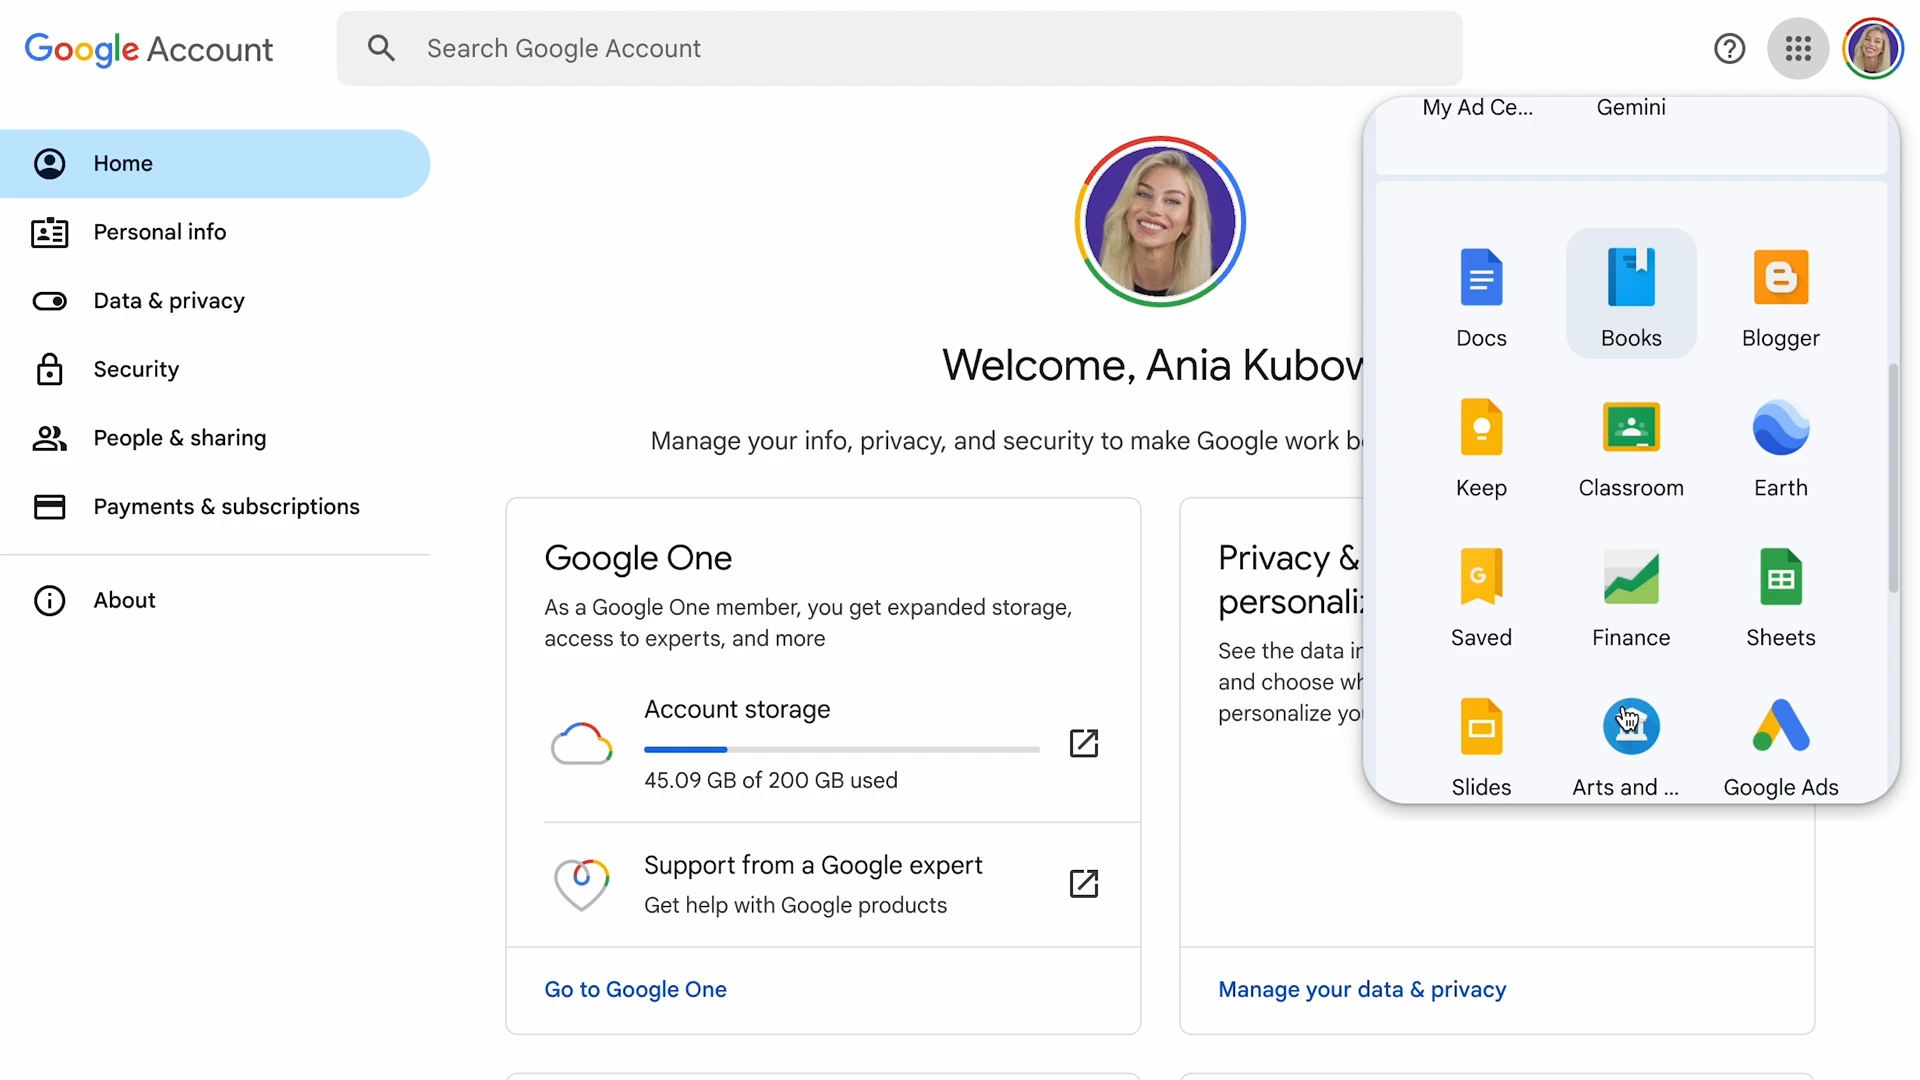 Google Account
Search Google Account
Home
Personal info
Data & privacy
Security
People & sharing
Payments & subscriptions
About
Welcome, Ania Kubow
Manage your info, privacy, and security to make Google work
Google One
As a Google One member, you get expanded storage,
access to experts, and more
Account storage
45.09 GB of 200 GB used
Support from a Google expert
Get help with Google products
Go to Google One
Privacy &
personali
See the data
and choose
personalize
Manage your data & privacy
My Ad Ce...
Gemini
Docs
Books
Blogger
Keep
Classroom
Earth
G
Saved
Finance
Sheets
Slides
Arts and ...
Google Ads